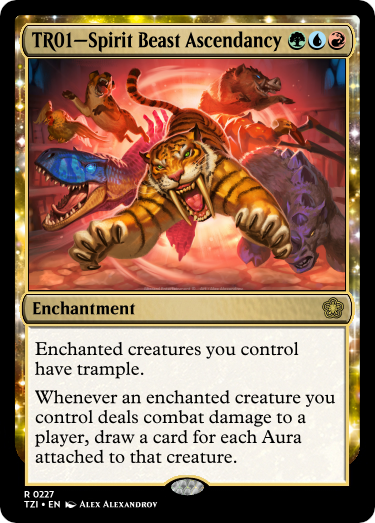 TR01—Spirit Beast Ascendancy
Enchantment
Enchanted creatures you control
have trample.
Whenever an enchanted creature you
control deals combat damage to a
player, draw a card for each Aura
attached to that creature.
R 0227
TZI • EN Alex Alexandrov